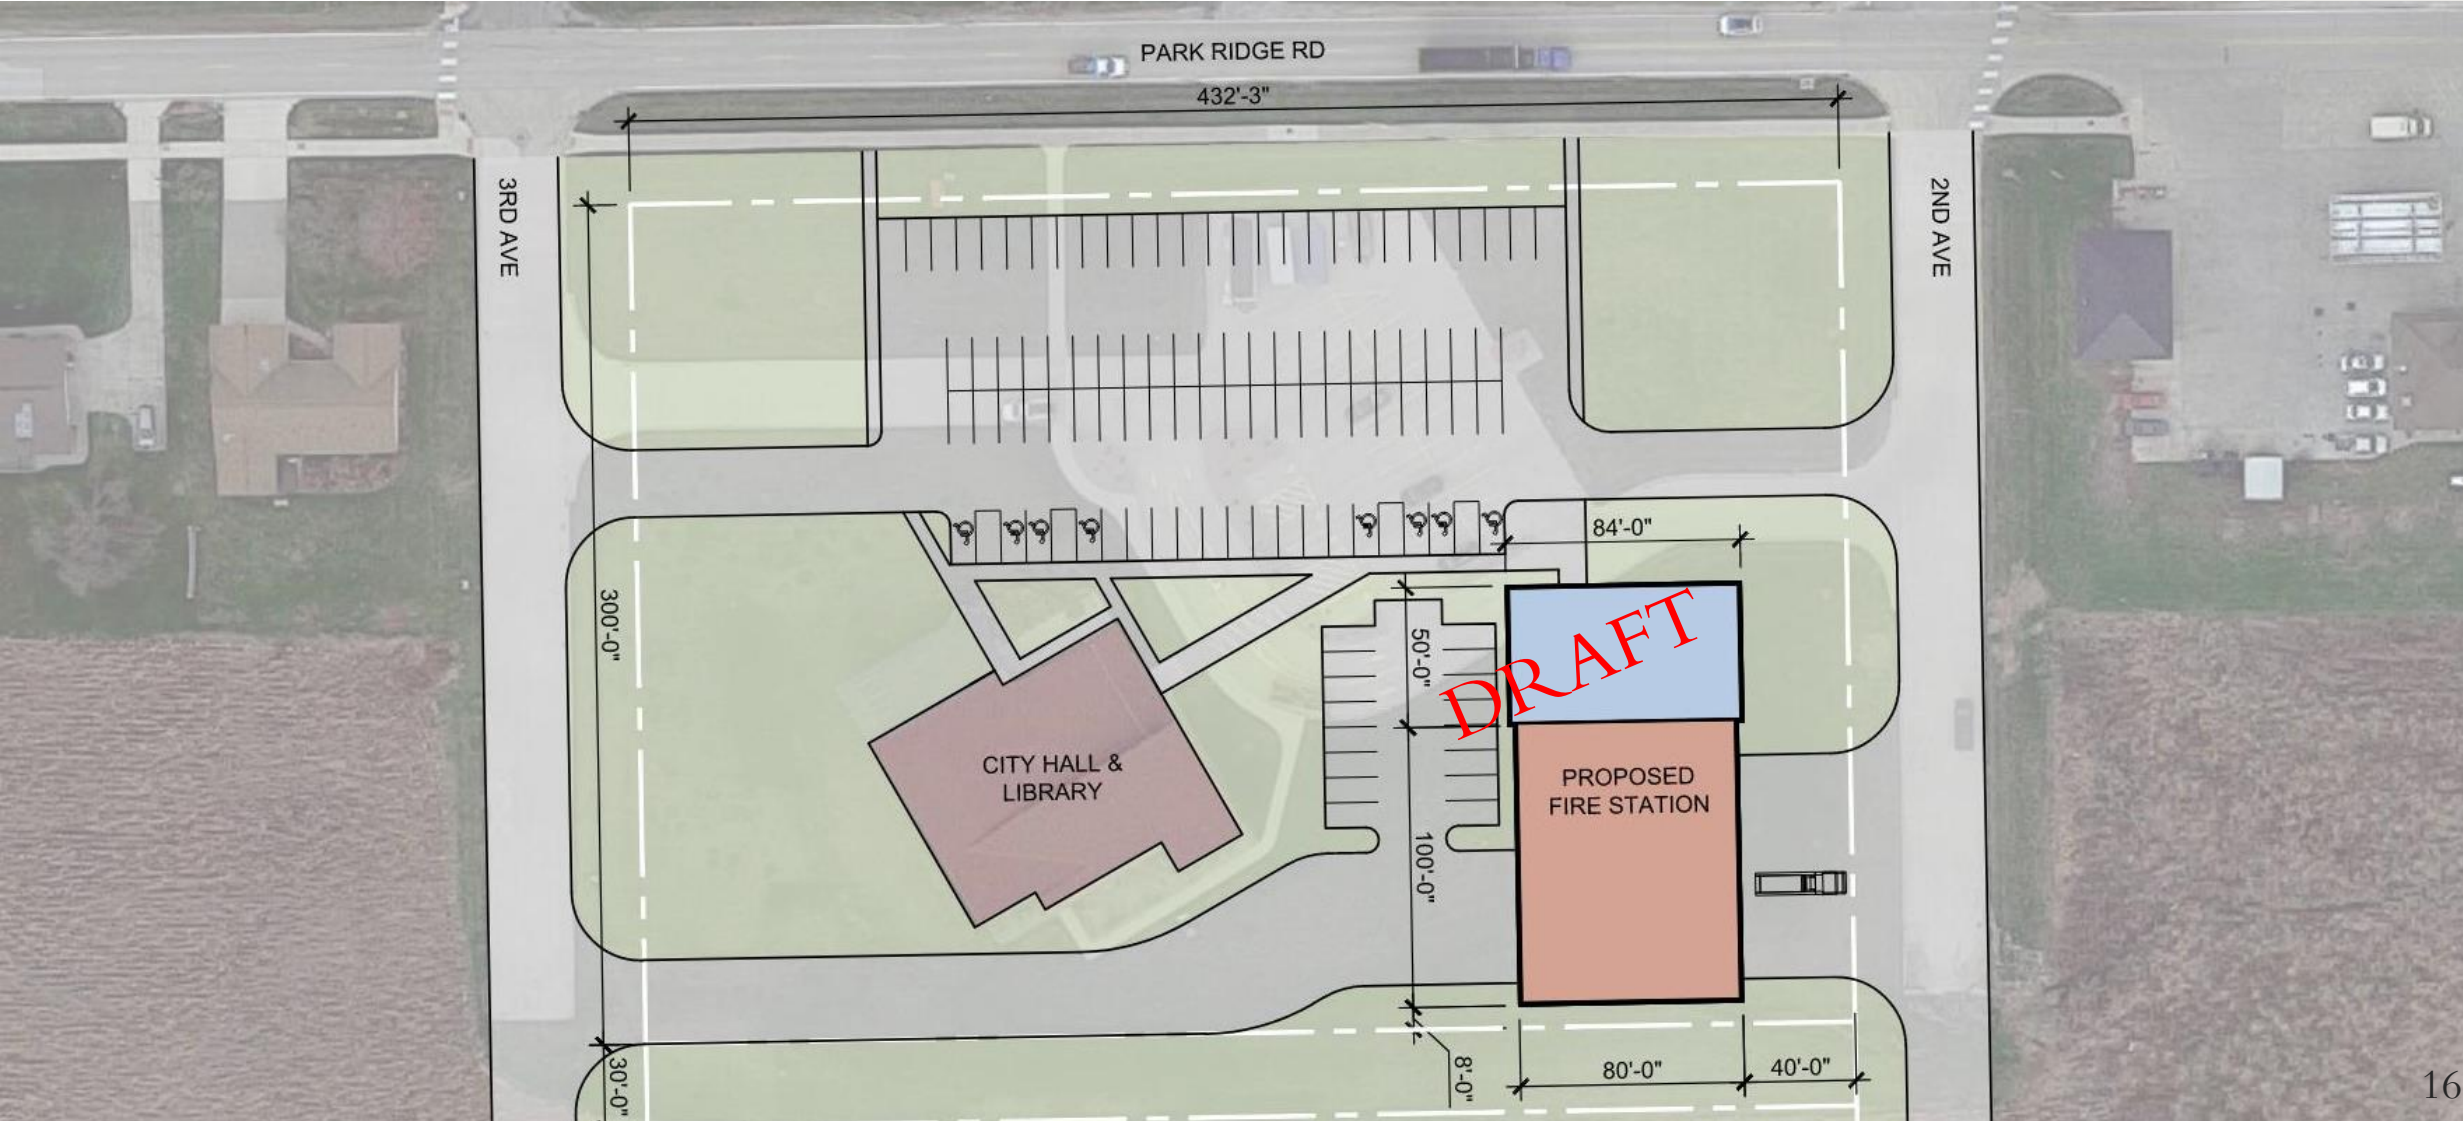 PARK RIDGE RD
432'-3"
3RD AVE
2ND AVE
84'-0"
300'-0"
50'-0"
DRAFT
CITY HALL &
LIBRARY
PROPOSED
FIRE STATION
100'-0"
30'-0"
8'-0"
80'-0"
40'-0"
16